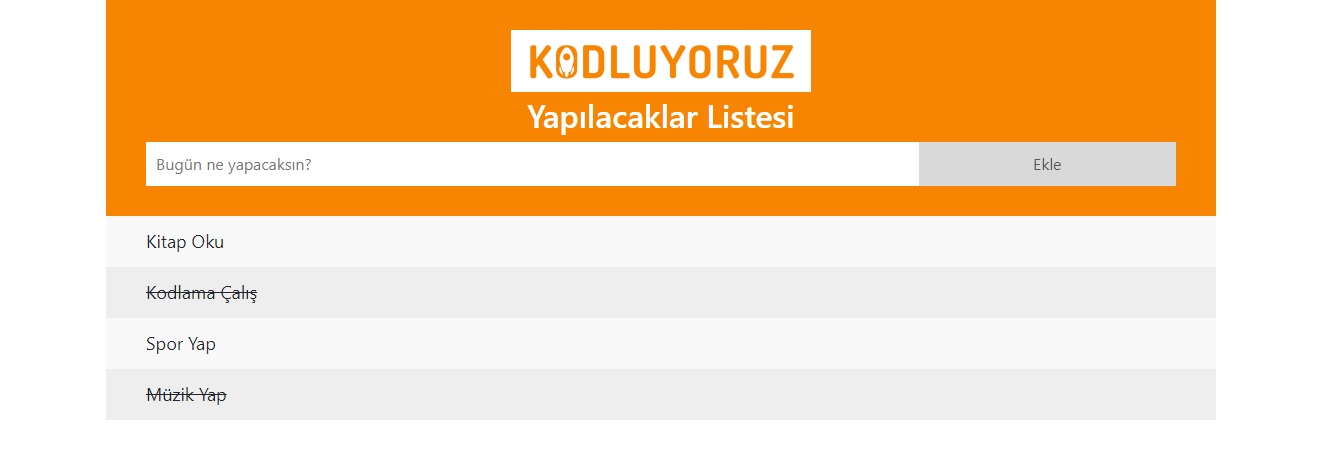 KODLUYORUZ
Yapılacaklar Listesi
Bugün ne yapacaksın?
Ekle
Kitap Oku
Kodlama Çalış
Spor Yap
Müzik Yap